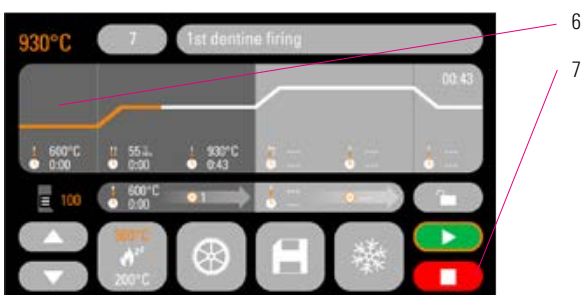 6
930°C 7 1st dentine firing
7
00:43
600°C 55 930°C --- --- ---
0:00 0:00 0:43
100 600°C 1 ---
0:00
900°C
200°C